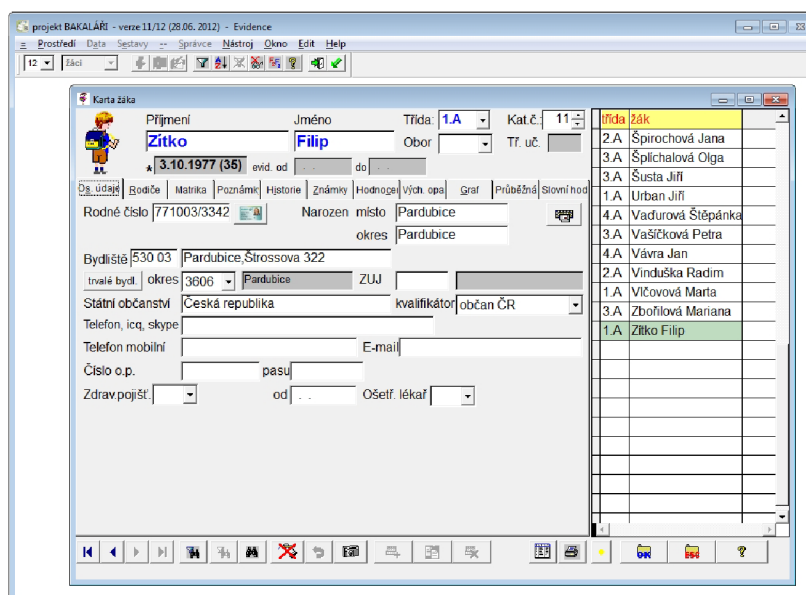 projekt BAKALÁŘI - verze 11/12 (28.06. 2012) - Evidence
= Prostředí Data Sestavy -- Správce Nástroj Okno Edit Help
12 žáci
Karta žáka
Příjmení Jméno Třída: 1.A Kat.č.: 11
Zítko Filip Obor Tř. uč.
* 3.10.1977 (35) evid. od . . do . .
Os. údaje Rodiče Matrika Poznámk Historie Známky Hodnocení Vých. opa Graf Průběžná Slovní hod
Rodné číslo 771003/3342 Narozen místo Pardubice
okres Pardubice
Bydliště 530 03 Pardubice,Štrossova 322
trvalé bydl. okres 3606 Pardubice ZUJ
Státní občanství Česká republika kvalifikátor občan ČR
Telefon, icq, skype
Telefon mobilní E-mail
Číslo o.p. pasu
Zdrav.pojišť. od . . Ošetř. lékař
třída žák
2.A Špirochová Jana
3.A Šplíchalová Olga
3.A Šusta Jiří
1.A Urban Jiří
4.A Vaďurová Štěpánka
3.A Vašíčková Petra
4.A Vávra Jan
2.A Vinduška Radim
1.A Vlčovová Marta
3.A Zbořilová Mariana
1.A Zítko Filip
OK ESC ?